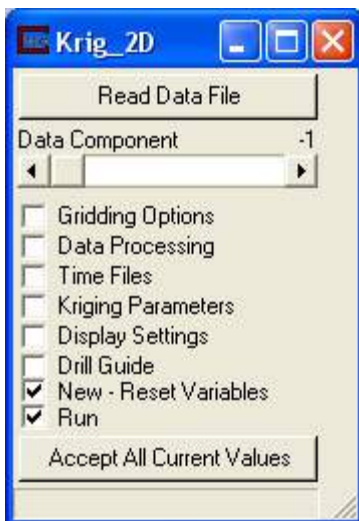 Krig_2D
Read Data File
Data Component -1
Gridding Options
Data Processing
Time Files
Kriging Parameters
Display Settings
Drill Guide
New - Reset Variables
Run
Accept All Current Values